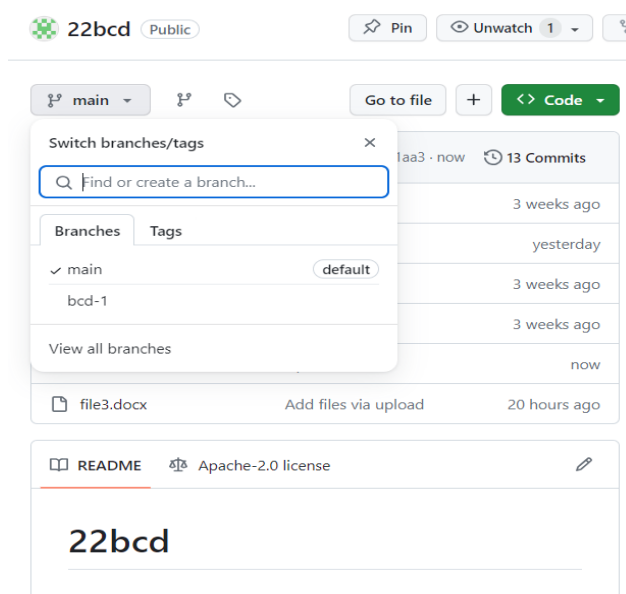 22bcd Public Pin Unwatch 1
main Go to file + <> Code
Switch branches/tags
1aa3 · now 13 Commits
Find or create a branch...
3 weeks ago
Branches Tags
yesterday
main default
3 weeks ago
bcd-1
3 weeks ago
View all branches
now
file3.docx Add files via upload 20 hours ago
README Apache-2.0 license
22bcd